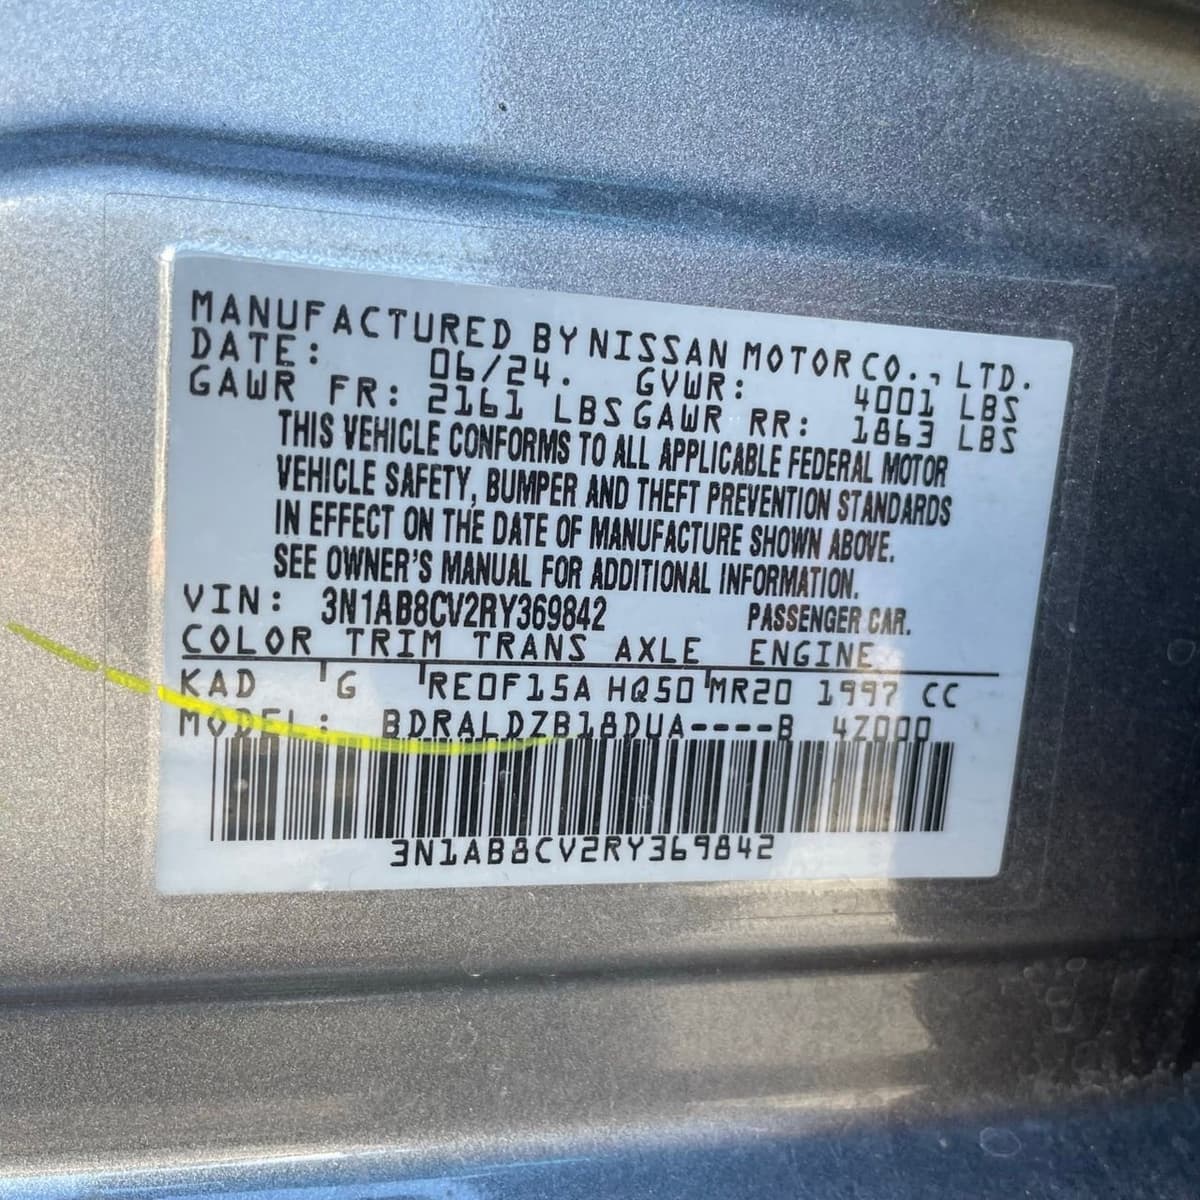 MANUFACTURED BY NISSAN MOTOR CO., LTD.
DATE: 06/24. GVWR: 4001 LBS
GAWR FR: 2161 LBS GAWR RR: 1863 LBS
THIS VEHICLE CONFORMS TO ALL APPLICABLE FEDERAL MOTOR
VEHICLE SAFETY, BUMPER AND THEFT PREVENTION STANDARDS
IN EFFECT ON THE DATE OF MANUFACTURE SHOWN ABOVE.
SEE OWNER'S MANUAL FOR ADDITIONAL INFORMATION.
VIN: 3N1AB8CV2RY369842 PASSENGER CAR.
COLOR TRIM TRANS AXLE ENGINE
KAD G RE0F15A HQ50 MR20 1997 CC
MODEL: BDRALDZB18DUA----B 4Z000
3N1AB8CV2RY369842